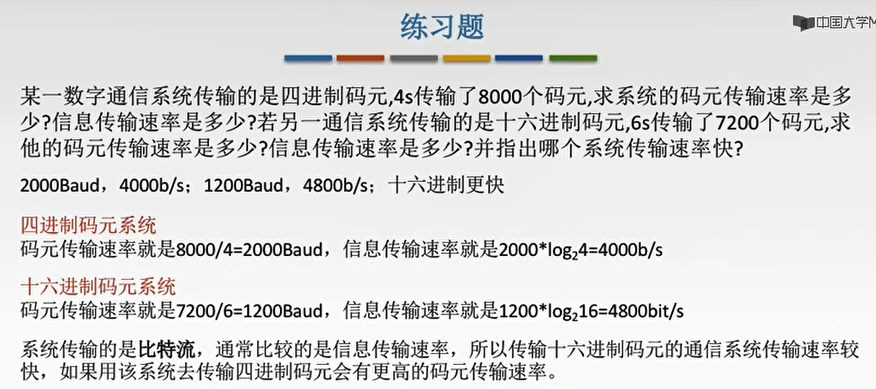 练习题
中国大学M
某一数字通信系统传输的是四进制码元,4s传输了8000个码元,求系统的码元传输速率是多
少?信息传输速率是多少?若另一通信系统传输的是十六进制码元,6s传输了7200个码元,求
他的码元传输速率是多少?信息传输速率是多少?并指出哪个系统传输速率快?
2000Baud，4000b/s；1200Baud，4800b/s；十六进制更快
四进制码元系统
码元传输速率就是8000/4=2000Baud，信息传输速率就是2000*log₂4=4000b/s
十六进制码元系统
码元传输速率就是7200/6=1200Baud，信息传输速率就是1200*log₂16=4800bit/s
系统传输的是比特流，通常比较的是信息传输速率，所以传输十六进制码元的通信系统传输速率较
快，如果用该系统去传输四进制码元会有更高的码元传输速率。